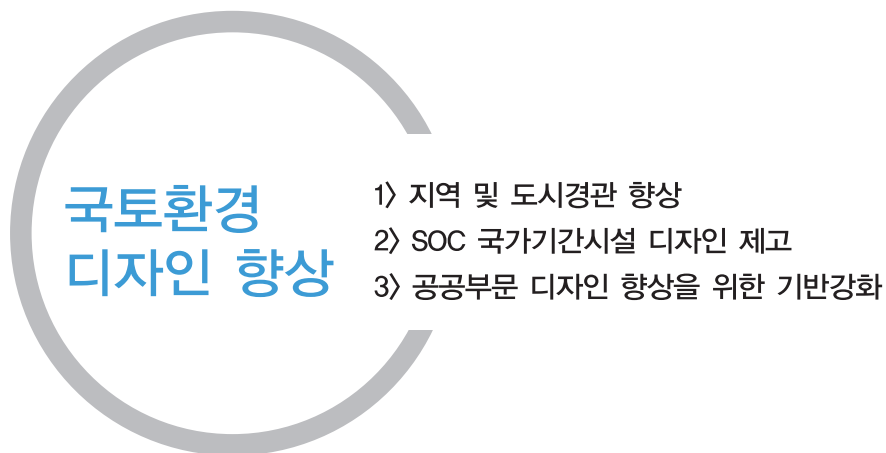 국토환경
디자인 향상
1> 지역 및 도시경관 향상
2> SOC 국가기간시설 디자인 제고
3> 공공부문 디자인 향상을 위한 기반강화